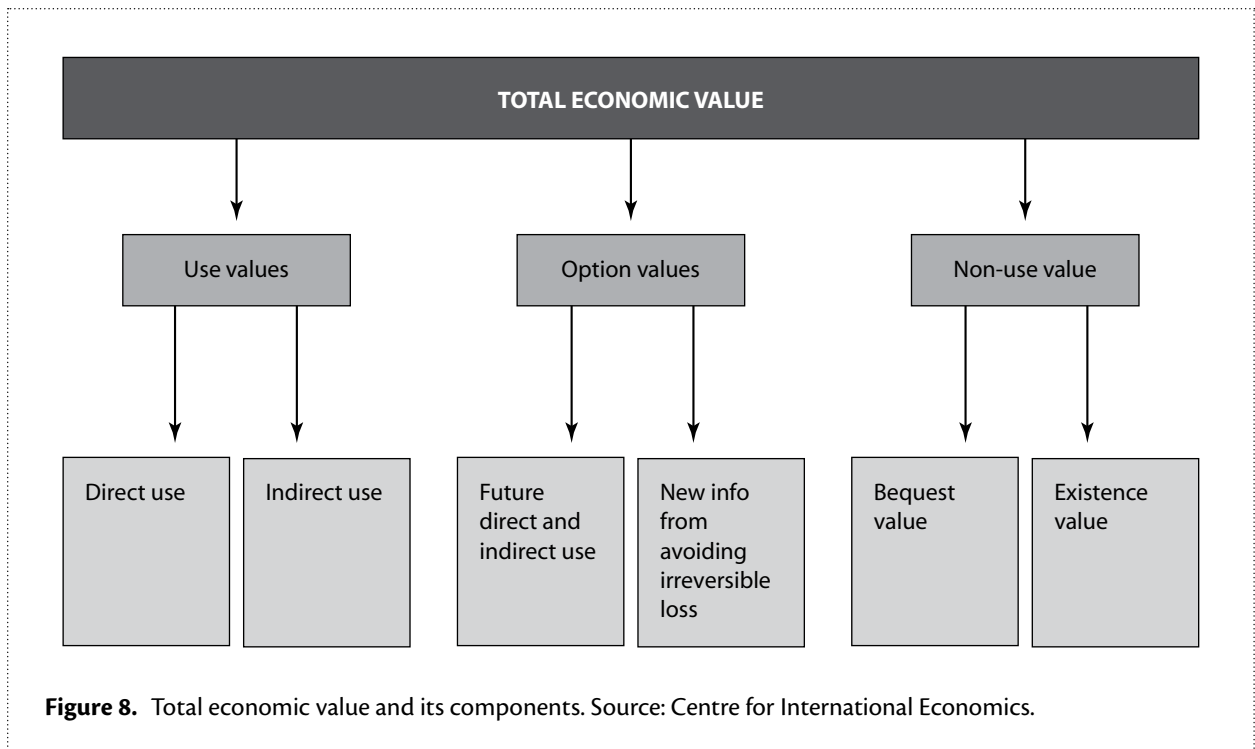 TOTAL ECONOMIC VALUE
Use values
Option values
Non-use value
Direct use
Indirect use
Future
direct and
indirect use
New info
from
avoiding
irreversible
loss
Bequest
value
Existence
value
Figure 8. Total economic value and its components. Source: Centre for International Economics.